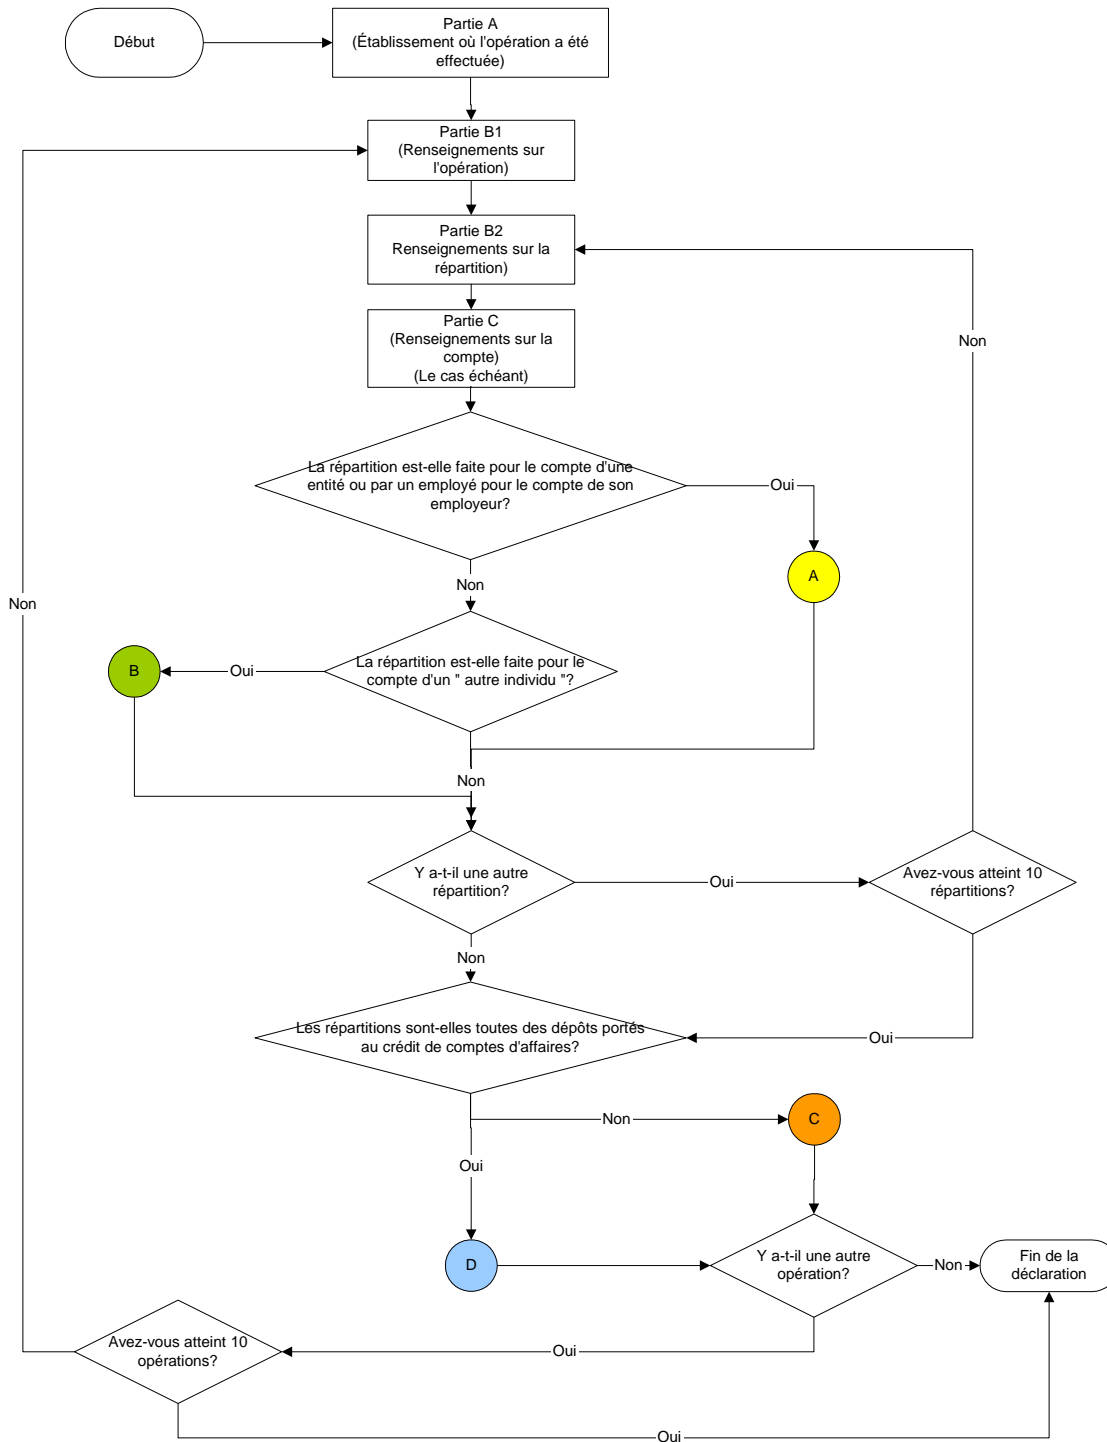 Début
Partie A
(Établissement où l'opération a été
effectuée)
Partie B1
(Renseignements sur
l'opération)
Partie B2
Renseignements sur la
répartition)
Partie C
(Renseignements sur la
compte)
(Le cas échéant)
Non
La répartition est-elle faite pour le compte d'une
entité ou par un employé pour le compte de son
employeur?
Oui
A
Non
Non
La répartition est-elle faite pour le
compte d'un " autre individu "?
Oui
B
Non
Y a-t-il une autre
répartition?
Oui
Avez-vous atteint 10
répartitions?
Non
Les répartitions sont-elles toutes des dépôts portés
au crédit de comptes d'affaires?
Oui
Non
C
Oui
D
Y a-t-il une autre
opération?
Non
Fin de la
déclaration
Avez-vous atteint 10
opérations?
Oui
Oui